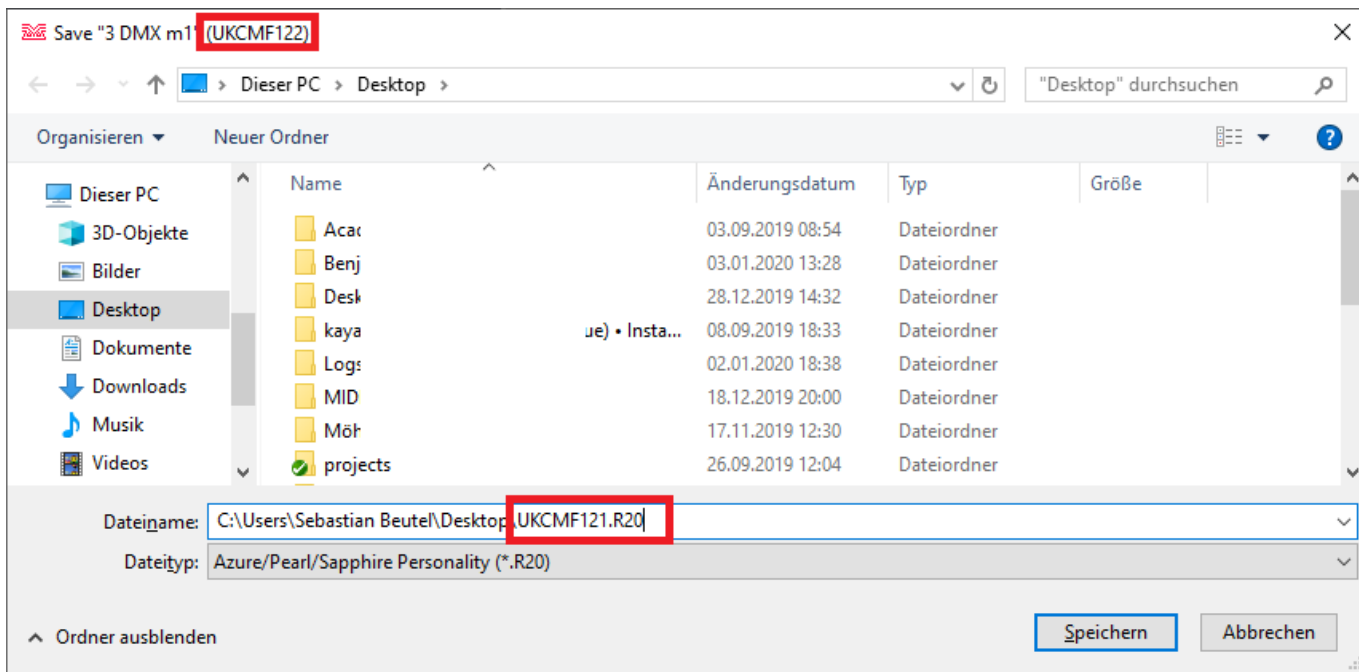 Save "3 DMX m1" (UKCMF122)
Dieser PC > Desktop >
"Desktop" durchsuchen
Organisieren
Neuer Ordner
Dieser PC
3D-Objekte
Bilder
Desktop
Dokumente
Downloads
Musik
Videos
Name Änderungsdatum Typ Größe
Acac 03.09.2019 08:54 Dateiordner
Benj 03.01.2020 13:28 Dateiordner
Desk 28.12.2019 14:32 Dateiordner
kaya ue) • Insta... 08.09.2019 18:33 Dateiordner
Logs 02.01.2020 18:38 Dateiordner
MID 18.12.2019 20:00 Dateiordner
Möh 17.11.2019 12:30 Dateiordner
projects 26.09.2019 12:04 Dateiordner
Dateiname: C:\Users\Sebastian Beutel\Desktop\UKCMF121.R20
Dateityp: Azure/Pearl/Sapphire Personality (*.R20)
Ordner ausblenden
Speichern
Abbrechen